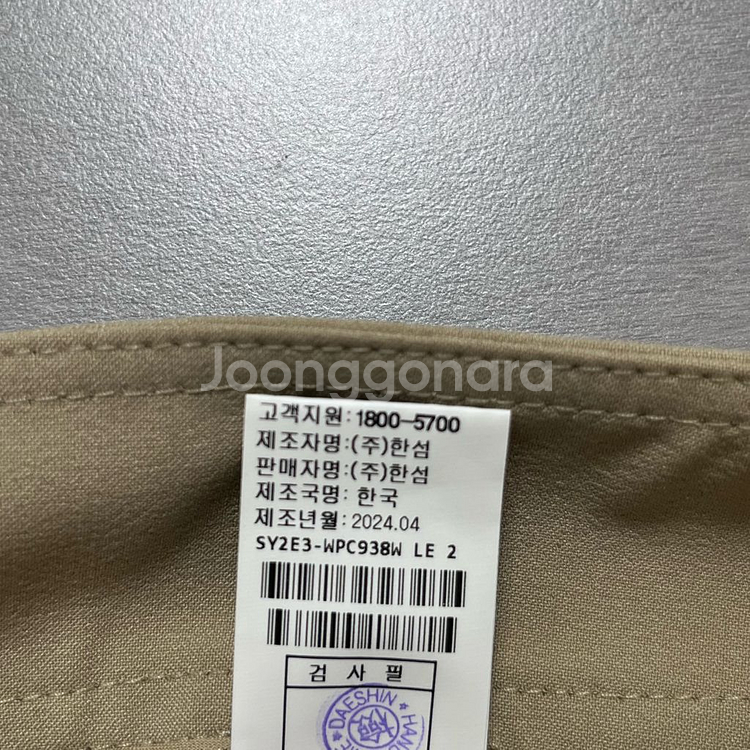 Joonggonara
고객지원:1800-5700
제조자명:(주)한섬
판매자명:(주)한섬
제조국명: 한국
제조년월: 2024.04
SY2E3-WPC938W LE 2
검 사 필
DAESHIN